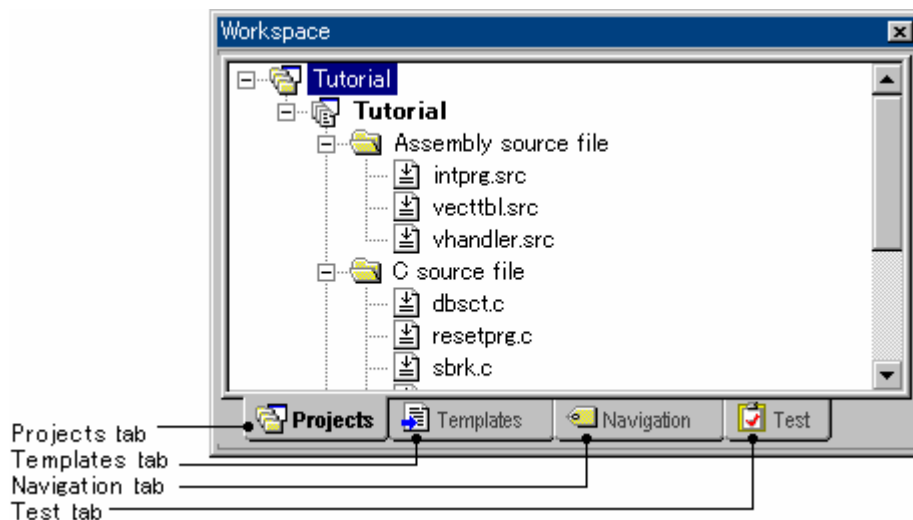 Workspace
Tutorial
Tutorial
Assembly source file
intprg.src
vecttbl.src
vhandler.src
C source file
dbsct.c
resetprg.c
sbrk.c
Projects Templates Navigation Test
Projects tab
Templates tab
Navigation tab
Test tab